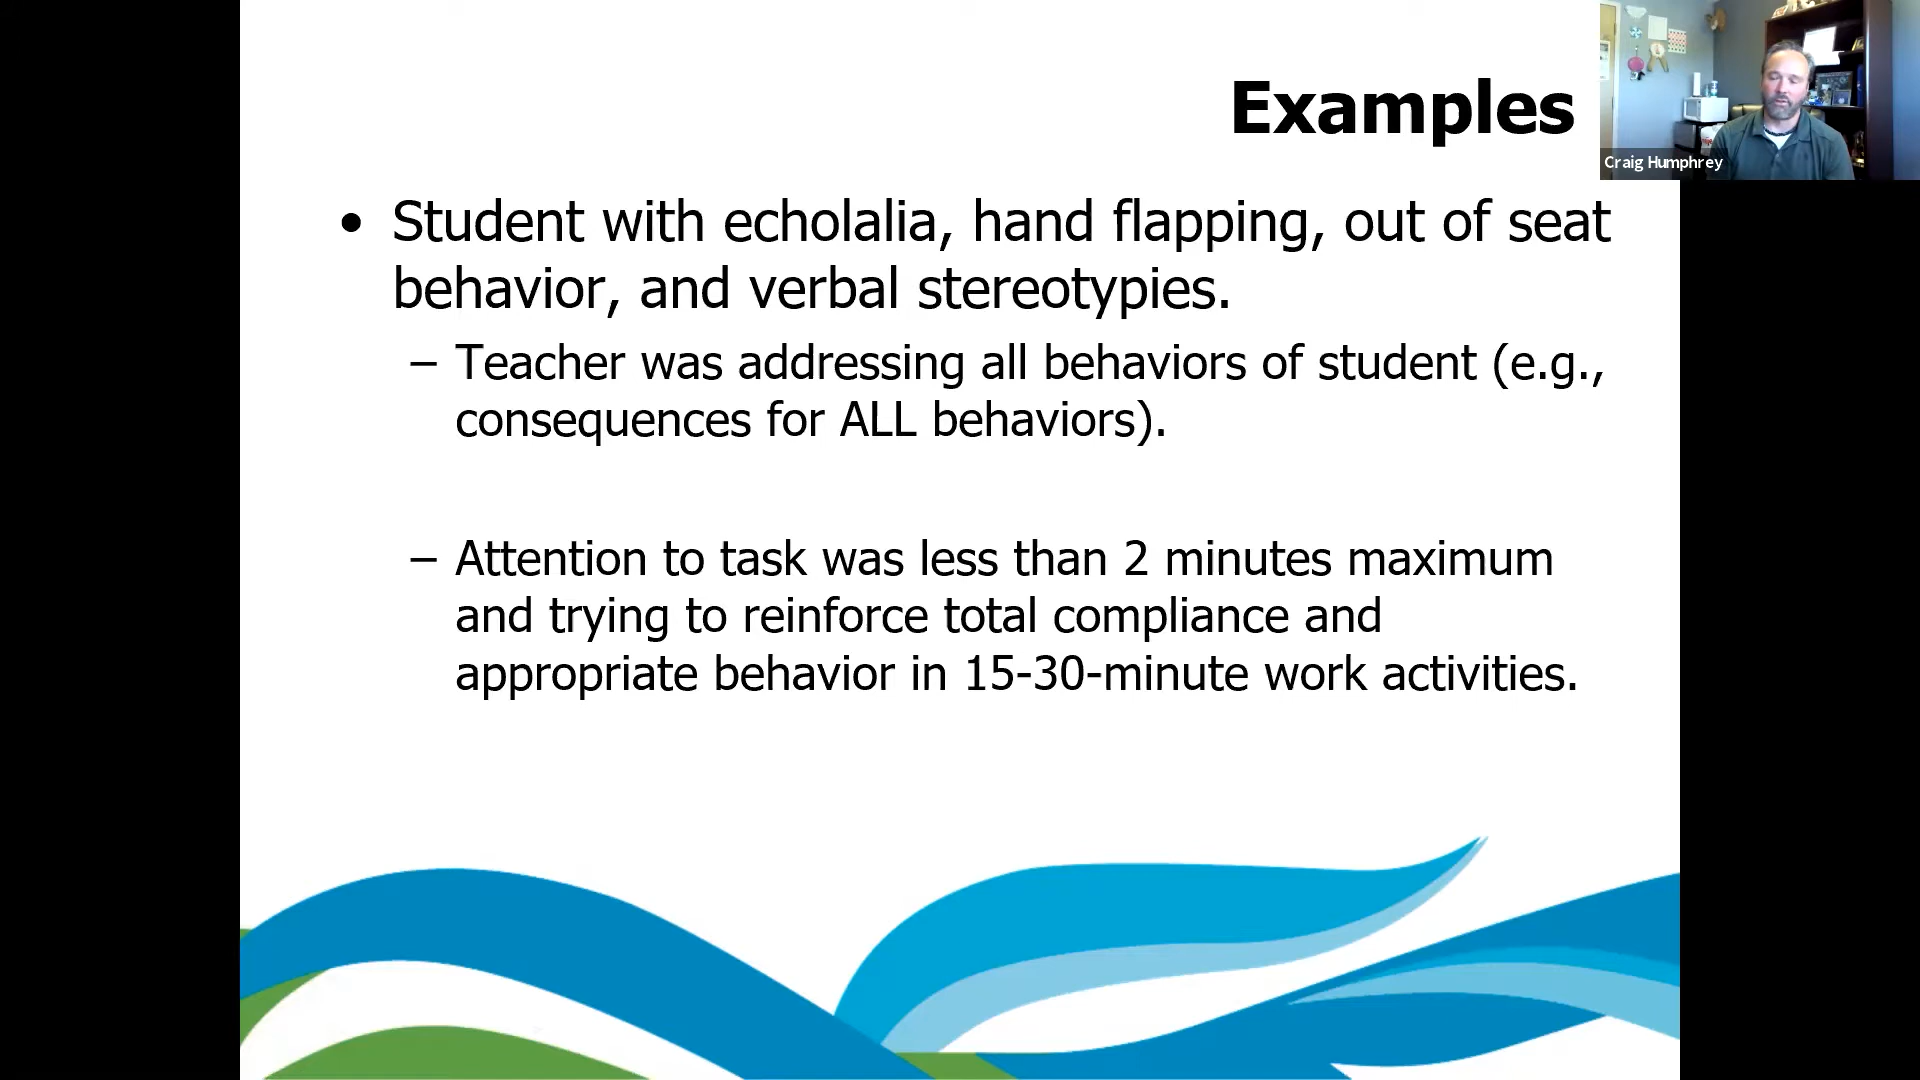 Examples
Craig Humphrey
• Student with echolalia, hand flapping, out of seat
behavior, and verbal stereotypies.
– Teacher was addressing all behaviors of student (e.g.,
consequences for ALL behaviors).
– Attention to task was less than 2 minutes maximum
and trying to reinforce total compliance and
appropriate behavior in 15-30-minute work activities.